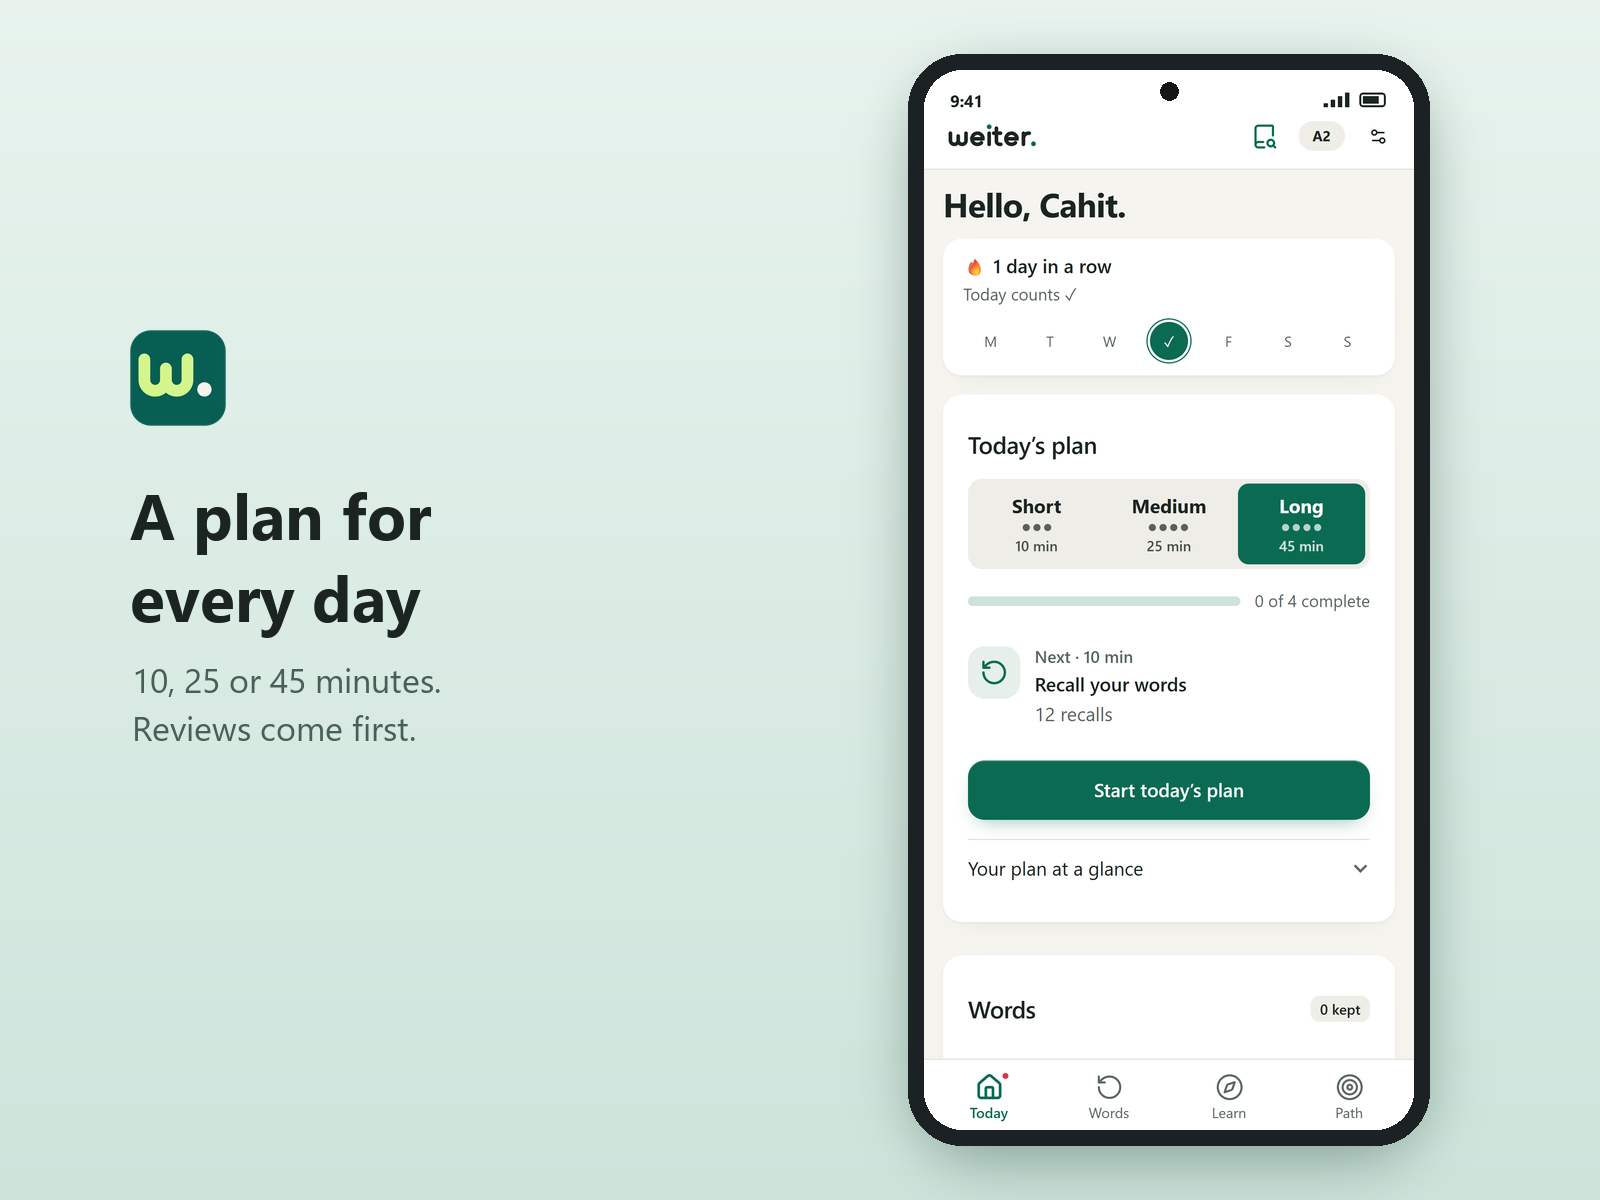 w.
A plan for
every day
10, 25 or 45 minutes.
Reviews come first.
9:41
weiter.
A2
Hello, Cahit.
1 day in a row
Today counts ✓
M T W ✓ F S S
Today’s plan
Short Medium Long
10 min 25 min 45 min
0 of 4 complete
Next · 10 min
Recall your words
12 recalls
Start today’s plan
Your plan at a glance
Words 0 kept
Today Words Learn Path